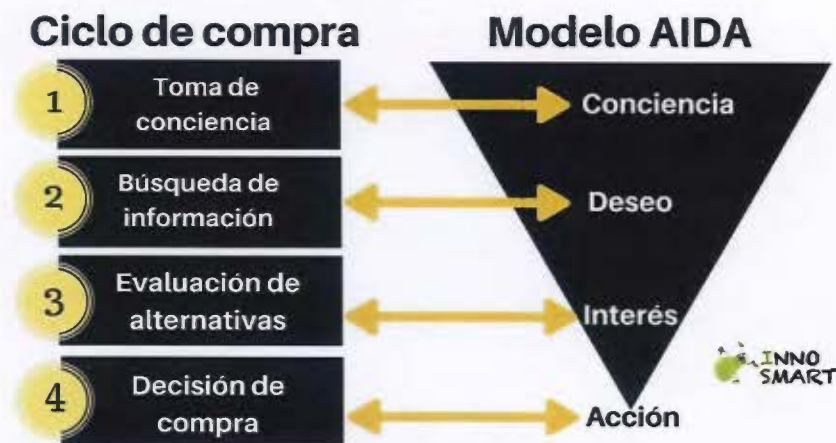 Ciclo de compra
Modelo AIDA
1
Toma de
conciencia
Conciencia
2
Búsqueda de
información
Deseo
3
Evaluación de
alternativas
Interés
4
Decisión de
compra
Acción
INNO
SMART